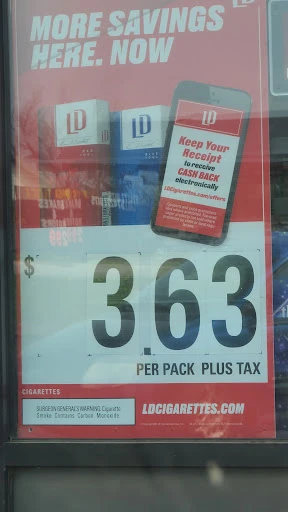 MORE SAVINGS
HERE. NOW
LD
LD
LD
Keep Your
Receipt
to receive
CASH BACK
electronically
LDCigarettes.com/offers
$ 3.63
PER PACK PLUS TAX
CIGARETTES
SURGEON GENERAL'S WARNING: Cigarette
Smoke Contains Carbon Monoxide.
LDCIGARETTES.COM